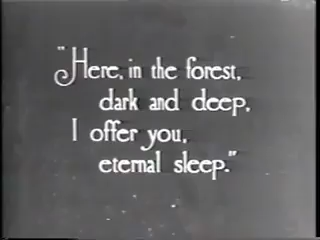 "Here, in the forest,
dark and deep,
I offer you,
eternal sleep."